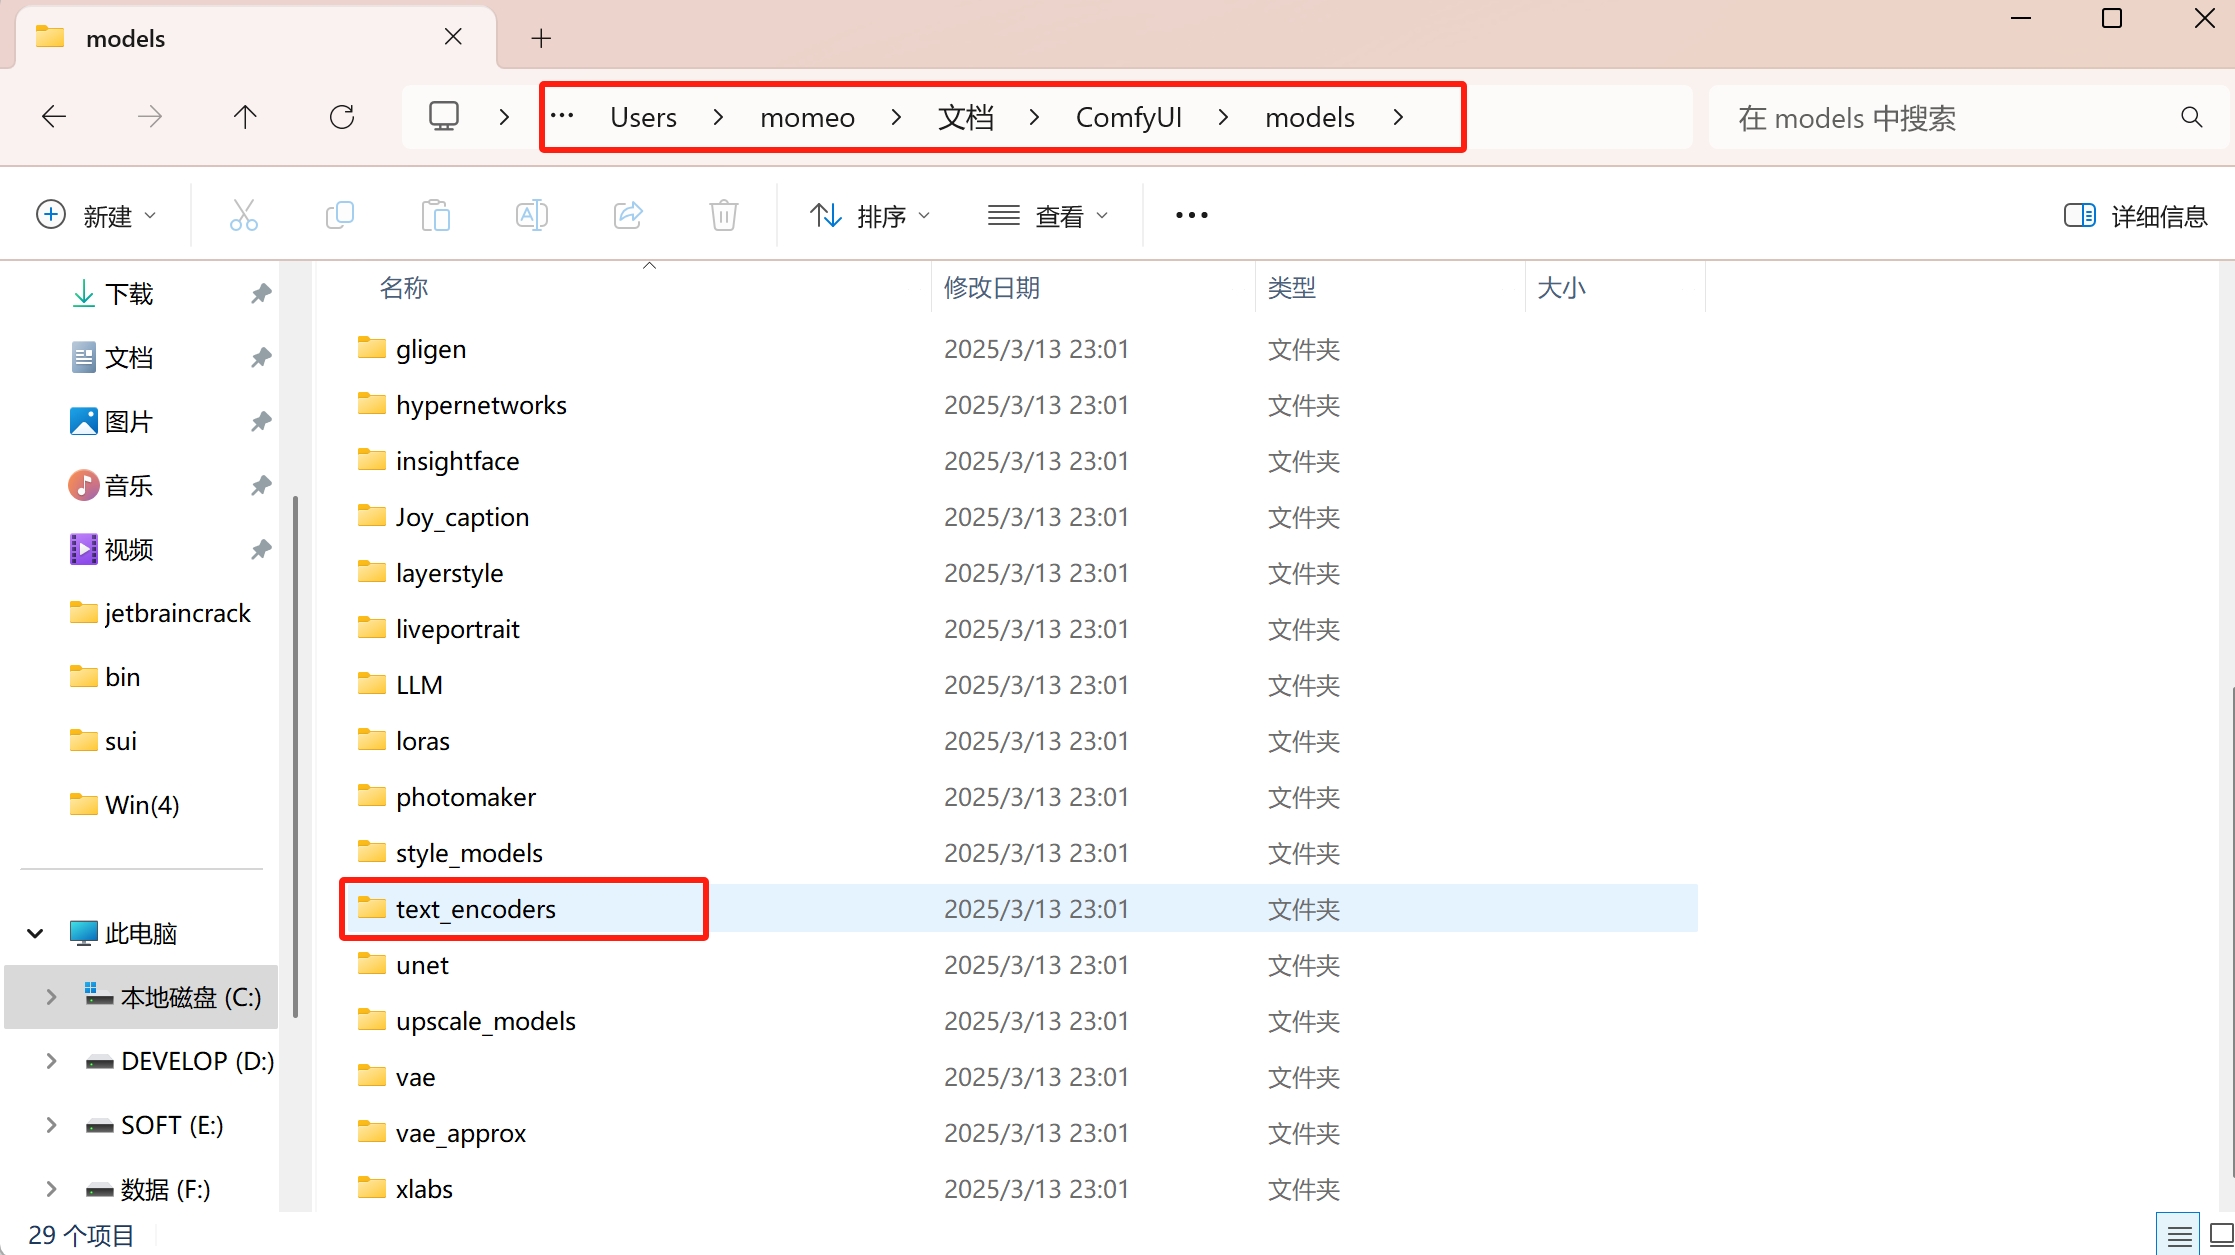 models
Users momeo 文档 ComfyUI models
在 models 中搜索
新建 排序 查看 详细信息
下载
文档
图片
音乐
视频
jetbraincrack
bin
sui
Win(4)
此电脑
本地磁盘 (C:)
DEVELOP (D:)
SOFT (E:)
数据 (F:)
名称 修改日期 类型 大小
gligen 2025/3/13 23:01 文件夹
hypernetworks 2025/3/13 23:01 文件夹
insightface 2025/3/13 23:01 文件夹
Joy_caption 2025/3/13 23:01 文件夹
layerstyle 2025/3/13 23:01 文件夹
liveportrait 2025/3/13 23:01 文件夹
LLM 2025/3/13 23:01 文件夹
loras 2025/3/13 23:01 文件夹
photomaker 2025/3/13 23:01 文件夹
style_models 2025/3/13 23:01 文件夹
text_encoders 2025/3/13 23:01 文件夹
unet 2025/3/13 23:01 文件夹
upscale_models 2025/3/13 23:01 文件夹
vae 2025/3/13 23:01 文件夹
vae_approx 2025/3/13 23:01 文件夹
xlabs 2025/3/13 23:01 文件夹
29 个项目